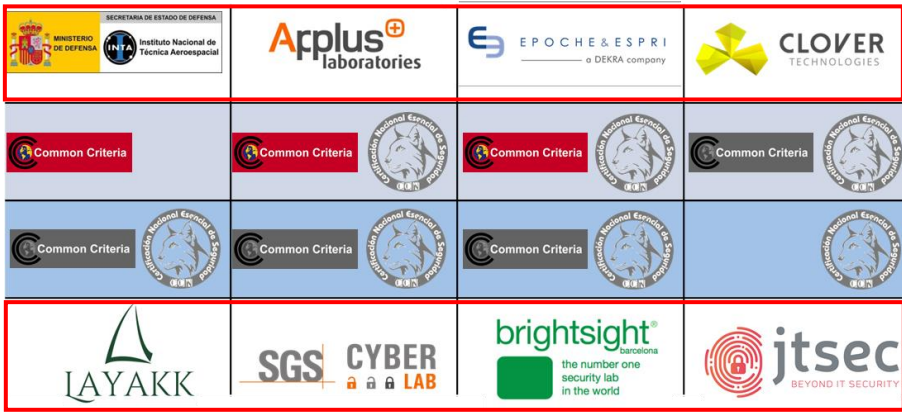 SECRETARIA DE ESTADO DE DEFENSA
MINISTERIO
DE DEFENSA
INTA
Instituto Nacional de
Técnica Aeroespacial
Applus+
laboratories
EPOCHE & ESPRI
a DEKRA company
CLOVER
TECHNOLOGIES
Common Criteria
Common Criteria
Certificación Nacional Esencial de Seguridad
CCN
Common Criteria
Certificación Nacional Esencial de Seguridad
CCN
Common Criteria
Certificación Nacional Esencial de Seguridad
CCN
Common Criteria
Certificación Nacional Esencial de Seguridad
CCN
Common Criteria
Certificación Nacional Esencial de Seguridad
CCN
Common Criteria
Certificación Nacional Esencial de Seguridad
CCN
Certificación Nacional Esencial de Seguridad
CCN
LAYAKK
SGS
CYBER
LAB
brightsight®
barcelona
the number one
security lab
in the world
jtsec
BEYOND IT SECURITY